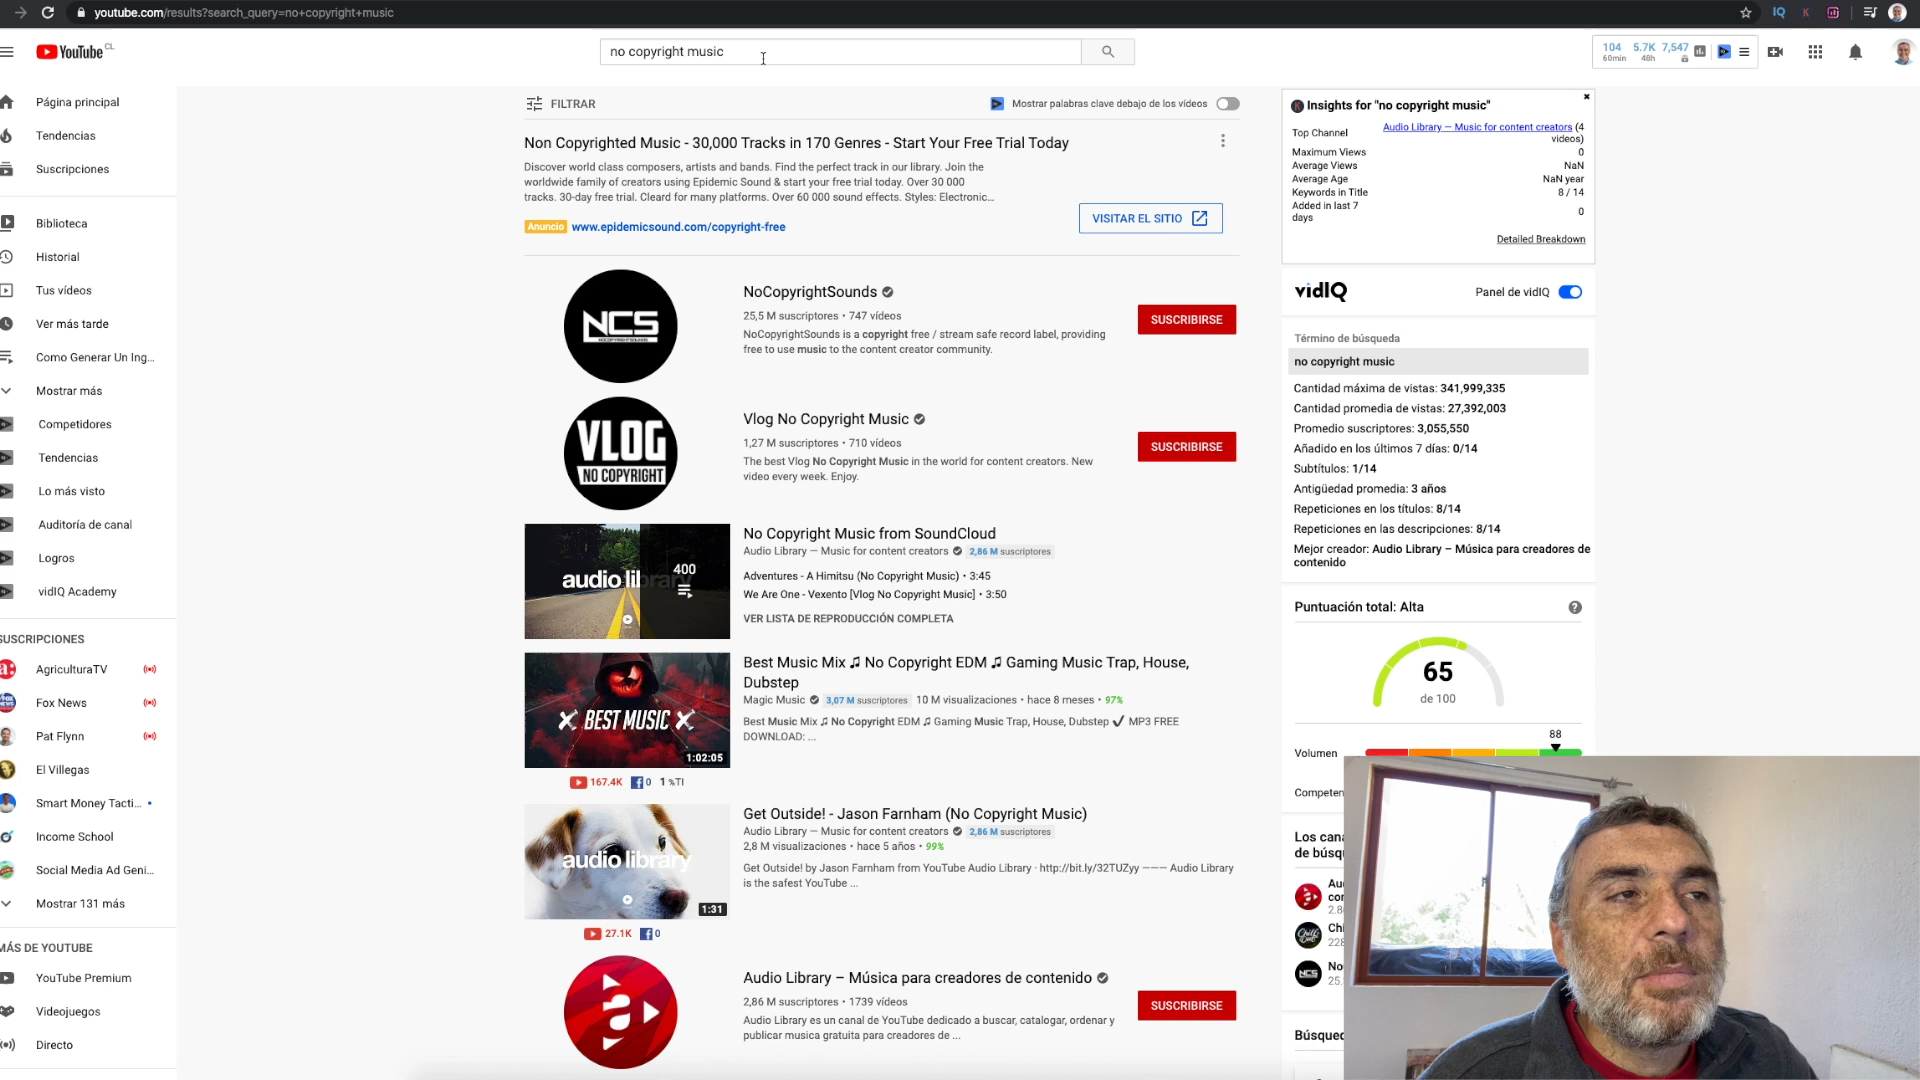 youtube.com/results?search_query=no+copyright+music
YouTube CL
no copyright music
104 5.7K 7,547
60min 48h
Página principal
Tendencias
Suscripciones
Biblioteca
Historial
Tus vídeos
Ver más tarde
Como Generar Un Ing...
Mostrar más
Competidores
Tendencias
Lo más visto
Auditoría de canal
Logros
vidIQ Academy
SUSCRIPCIONES
AgriculturaTV
Fox News
Pat Flynn
El Villegas
Smart Money Tacti...
Income School
Social Media Ad Geni...
Mostrar 131 más
MÁS DE YOUTUBE
YouTube Premium
Videojuegos
Directo
FILTRAR
Mostrar palabras clave debajo de los vídeos
Non Copyrighted Music - 30,000 Tracks in 170 Genres - Start Your Free Trial Today
Discover world class composers, artists and bands. Find the perfect track in our library. Join the
worldwide family of creators using Epidemic Sound & start your free trial today. Over 30 000
tracks. 30-day free trial. Cleard for many platforms. Over 60 000 sound effects. Styles: Electronic...
Anuncio www.epidemicsound.com/copyright-free
VISITAR EL SITIO
NCS
NOCOPYRIGHTSOUNDS
NoCopyrightSounds
25,5 M suscriptores • 747 vídeos
NoCopyrightSounds is a copyright free / stream safe record label, providing
free to use music to the content creator community.
SUSCRIBIRSE
VLOG
NO COPYRIGHT
Vlog No Copyright Music
1,27 M suscriptores • 710 vídeos
The best Vlog No Copyright Music in the world for content creators. New
video every week. Enjoy.
SUSCRIBIRSE
audio library
400
No Copyright Music from SoundCloud
Audio Library — Music for content creators 2,86 M suscriptores
Adventures - A Himitsu (No Copyright Music) • 3:45
We Are One - Vexento [Vlog No Copyright Music] • 3:50
VER LISTA DE REPRODUCCIÓN COMPLETA
BEST MUSIC
1:02:05
167.4K 0 1 %TI
Best Music Mix ♫ No Copyright EDM ♫ Gaming Music Trap, House,
Dubstep
Magic Music 3,07 M suscriptores 10 M visualizaciones • hace 8 meses • 97%
Best Music Mix ♫ No Copyright EDM ♫ Gaming Music Trap, House, Dubstep ✔ MP3 FREE
DOWNLOAD: ...
audio library
1:31
27.1K 0
Get Outside! - Jason Farnham (No Copyright Music)
Audio Library — Music for content creators 2,86 M suscriptores
2,8 M visualizaciones • hace 5 años • 99%
Get Outside! by Jason Farnham from YouTube Audio Library · http://bit.ly/32TUZyy ——— Audio Library
is the safest YouTube ...
Audio Library – Música para creadores de contenido
2,86 M suscriptores • 1739 vídeos
Audio Library es un canal de YouTube dedicado a buscar, catalogar, ordenar y
publicar musica gratuita para creadores de ...
SUSCRIBIRSE
Insights for "no copyright music"
Top Channel Audio Library — Music for content creators (4
videos)
Maximum Views 0
Average Views NaN
Average Age NaN year
Keywords in Title 8 / 14
Added in last 7
days 0
Detailed Breakdown
vidIQ
Panel de vidIQ
Término de búsqueda
no copyright music
Cantidad máxima de vistas: 341,999,335
Cantidad promedia de vistas: 27,392,003
Promedio suscriptores: 3,055,550
Añadido en los últimos 7 días: 0/14
Subtítulos: 1/14
Antigüedad promedia: 3 años
Repeticiones en los títulos: 8/14
Repeticiones en las descripciones: 8/14
Mejor creador: Audio Library – Música para creadores de
contenido
Puntuación total: Alta
65
de 100
88
Volumen
Competen
Los cana
de búsqu
Au
con
2.8
Chi
228
NCS
No
25.
Búsqued